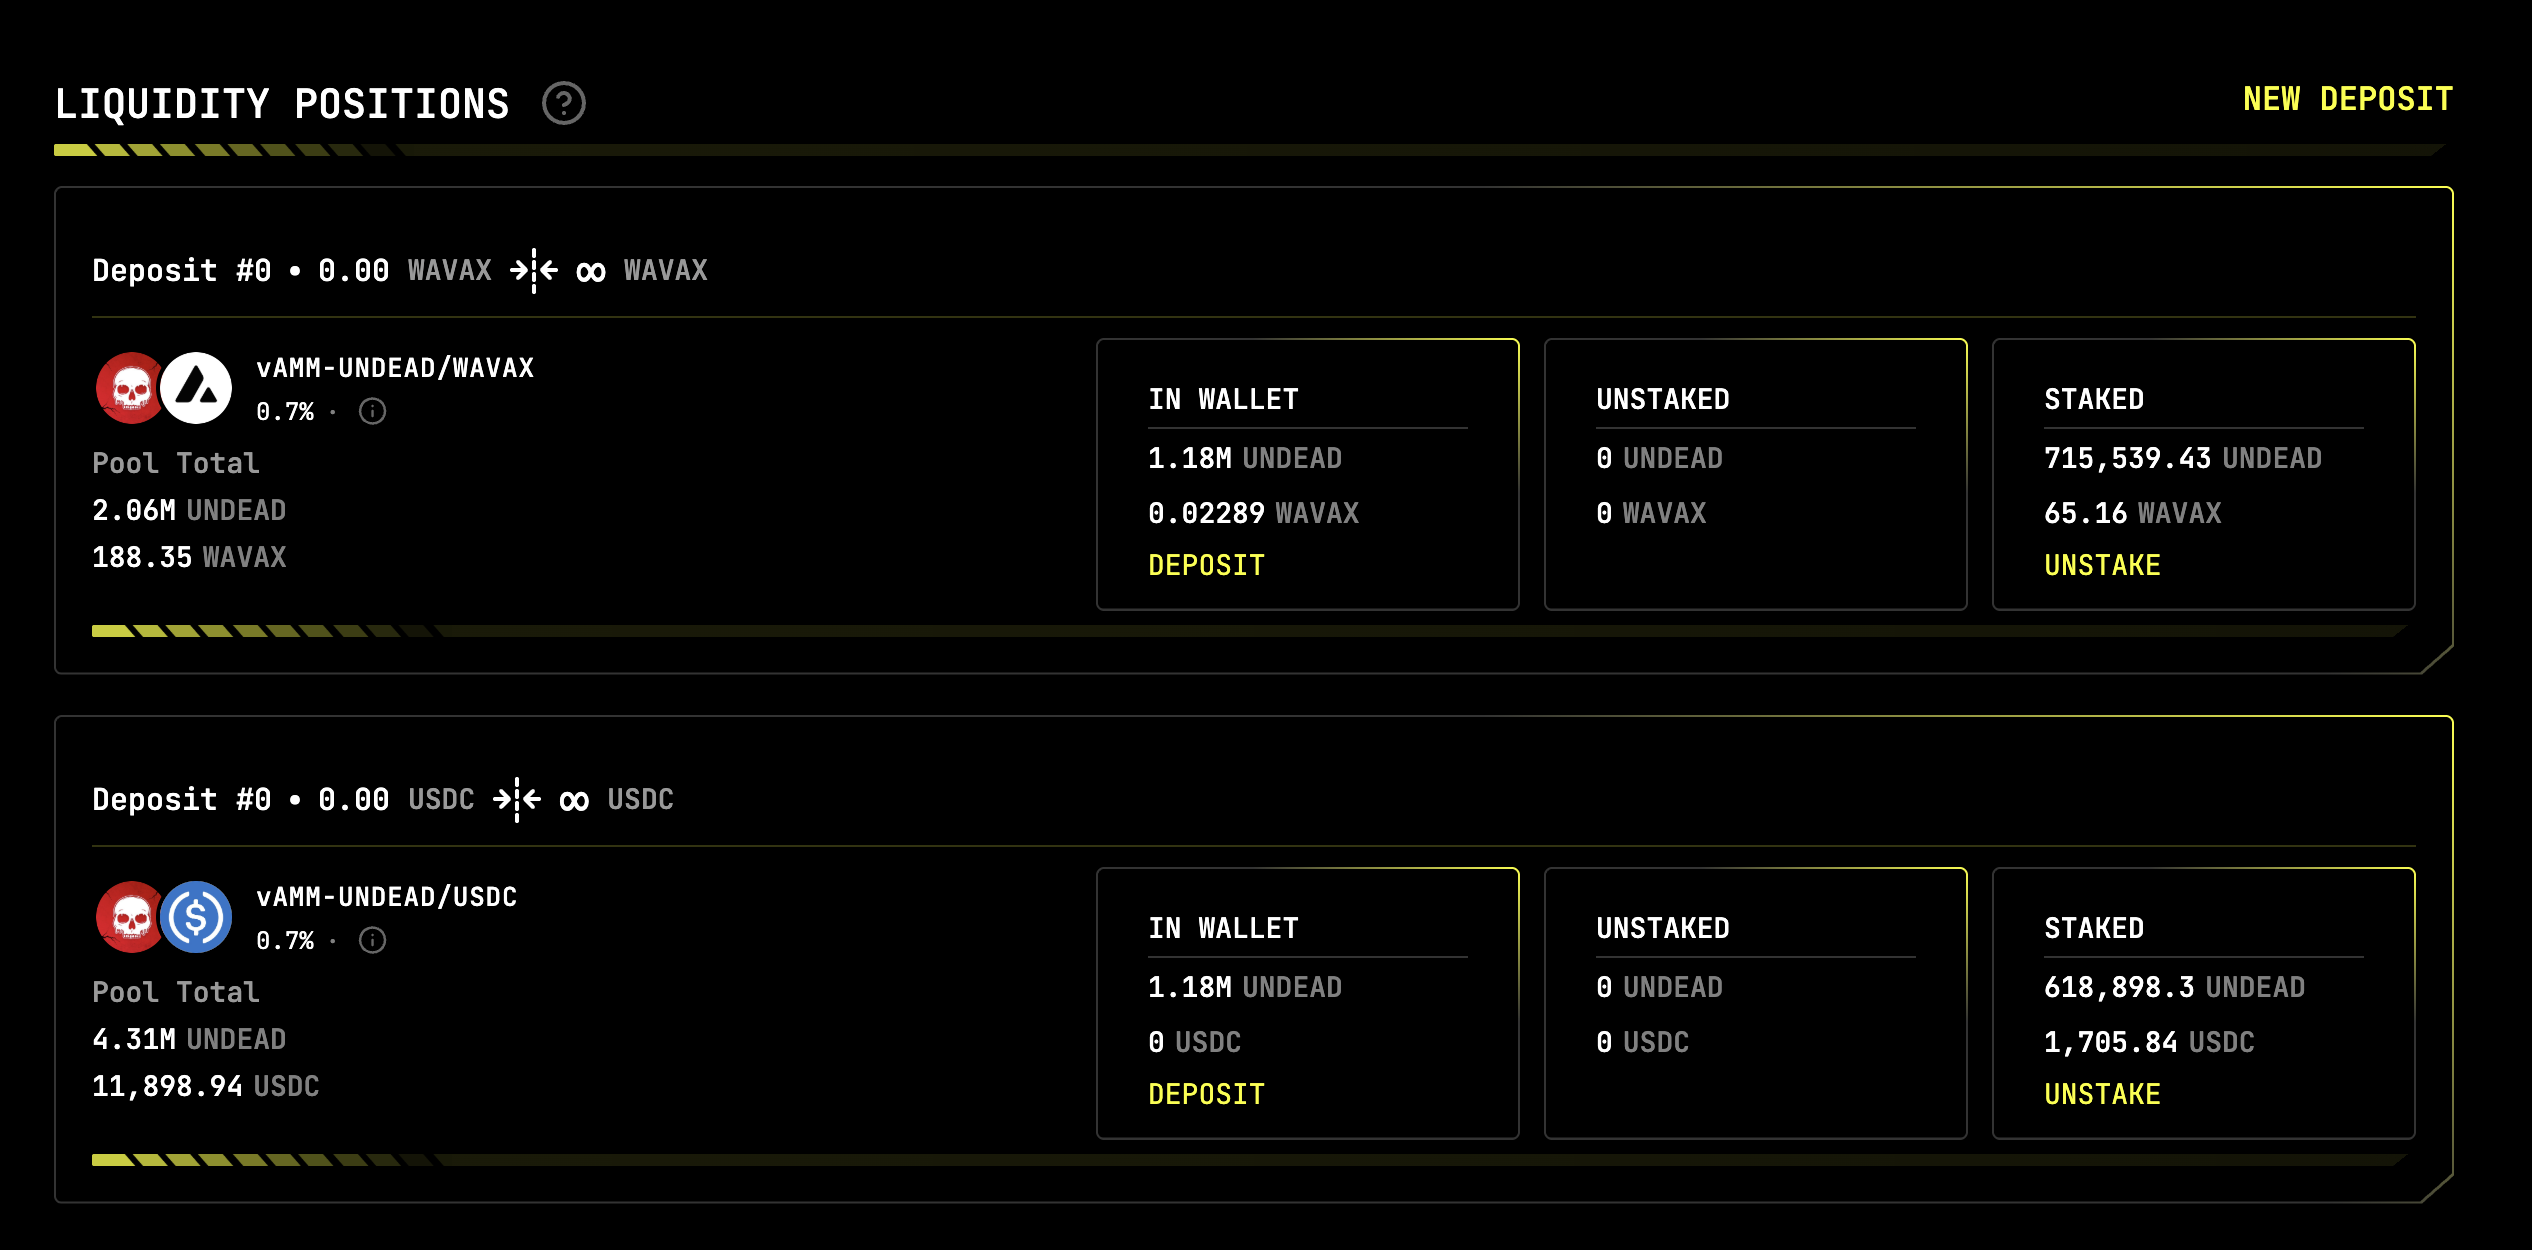 LIQUIDITY POSITIONS ?
NEW DEPOSIT
Deposit #0 • 0.00 WAVAX ∞ WAVAX
vAMM-UNDEAD/WAVAX
0.7% ·
Pool Total
2.06M UNDEAD
188.35 WAVAX
IN WALLET
1.18M UNDEAD
0.02289 WAVAX
DEPOSIT
UNSTAKED
0 UNDEAD
0 WAVAX
STAKED
715,539.43 UNDEAD
65.16 WAVAX
UNSTAKE
Deposit #0 • 0.00 USDC ∞ USDC
vAMM-UNDEAD/USDC
0.7% ·
Pool Total
4.31M UNDEAD
11,898.94 USDC
IN WALLET
1.18M UNDEAD
0 USDC
DEPOSIT
UNSTAKED
0 UNDEAD
0 USDC
STAKED
618,898.3 UNDEAD
1,705.84 USDC
UNSTAKE